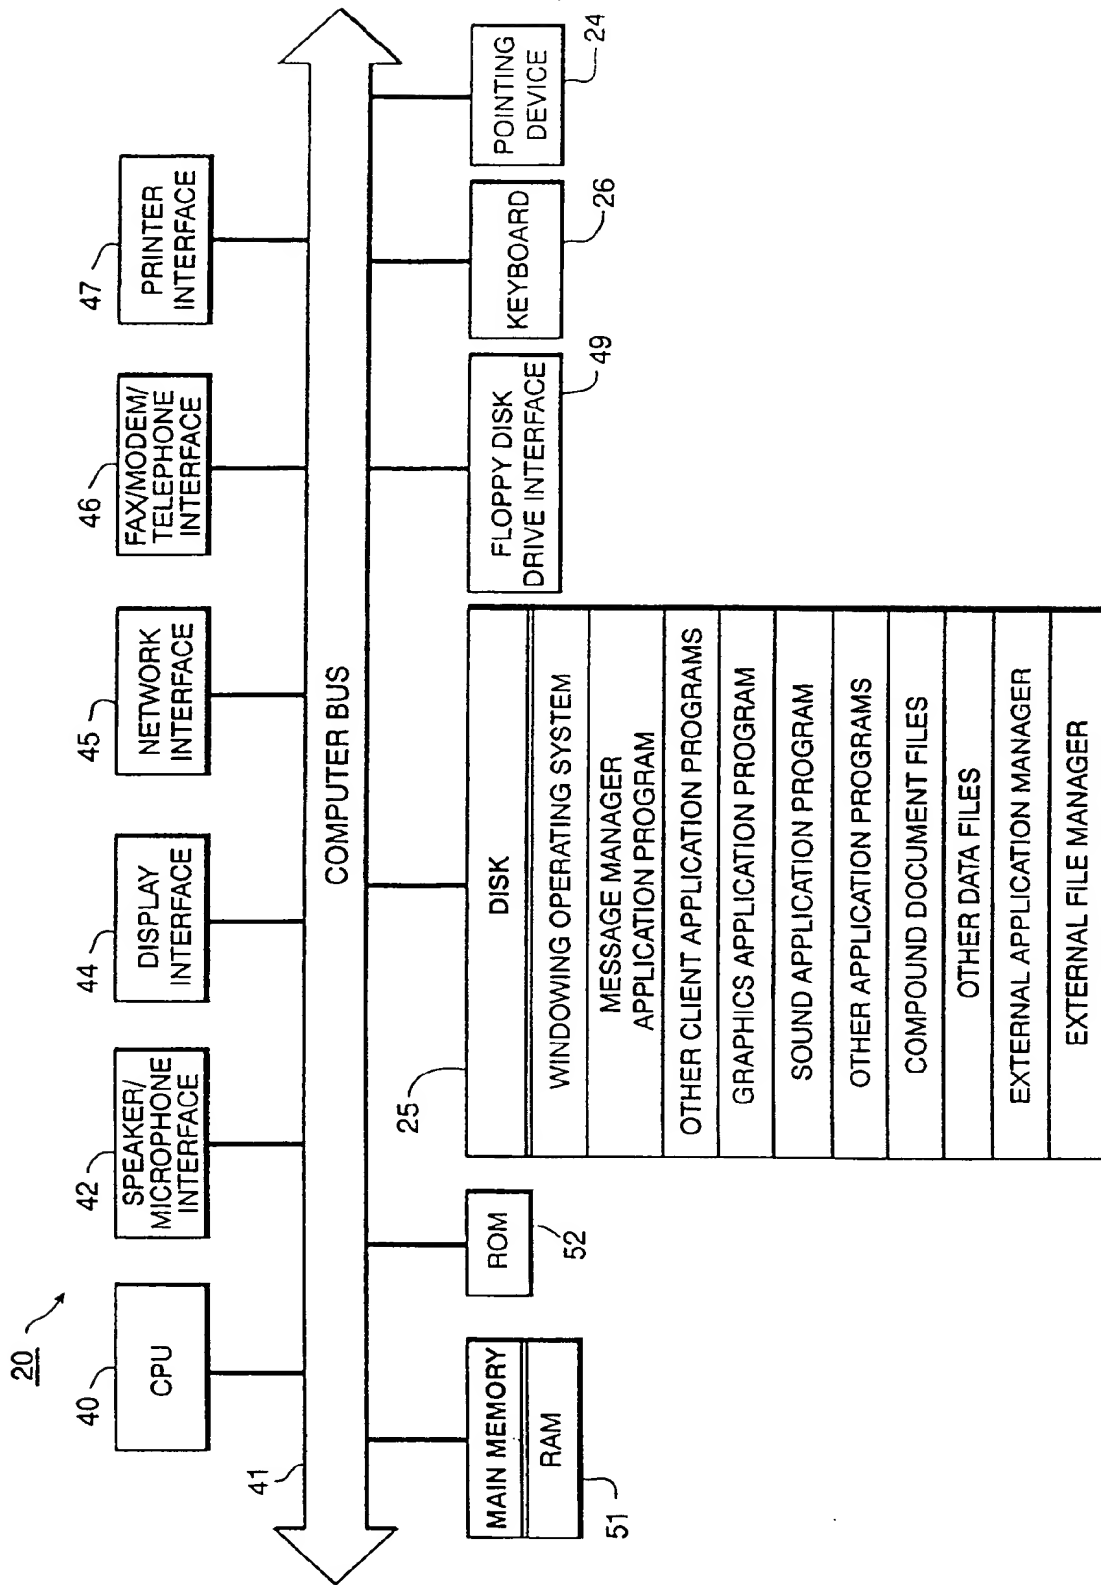 20
40
CPU
42
SPEAKER/
MICROPHONE
INTERFACE
44
DISPLAY
INTERFACE
45
NETWORK
INTERFACE
46
FAX/MODEM/
TELEPHONE
INTERFACE
47
PRINTER
INTERFACE
41
COMPUTER BUS
MAIN MEMORY
RAM
51
ROM
52
25
DISK
WINDOWING OPERATING SYSTEM
MESSAGE MANAGER
APPLICATION PROGRAM
OTHER CLIENT APPLICATION PROGRAMS
GRAPHICS APPLICATION PROGRAM
SOUND APPLICATION PROGRAM
OTHER APPLICATION PROGRAMS
COMPOUND DOCUMENT FILES
OTHER DATA FILES
EXTERNAL APPLICATION MANAGER
EXTERNAL FILE MANAGER
FLOPPY DISK
DRIVE INTERFACE
49
KEYBOARD
26
POINTING
DEVICE
24